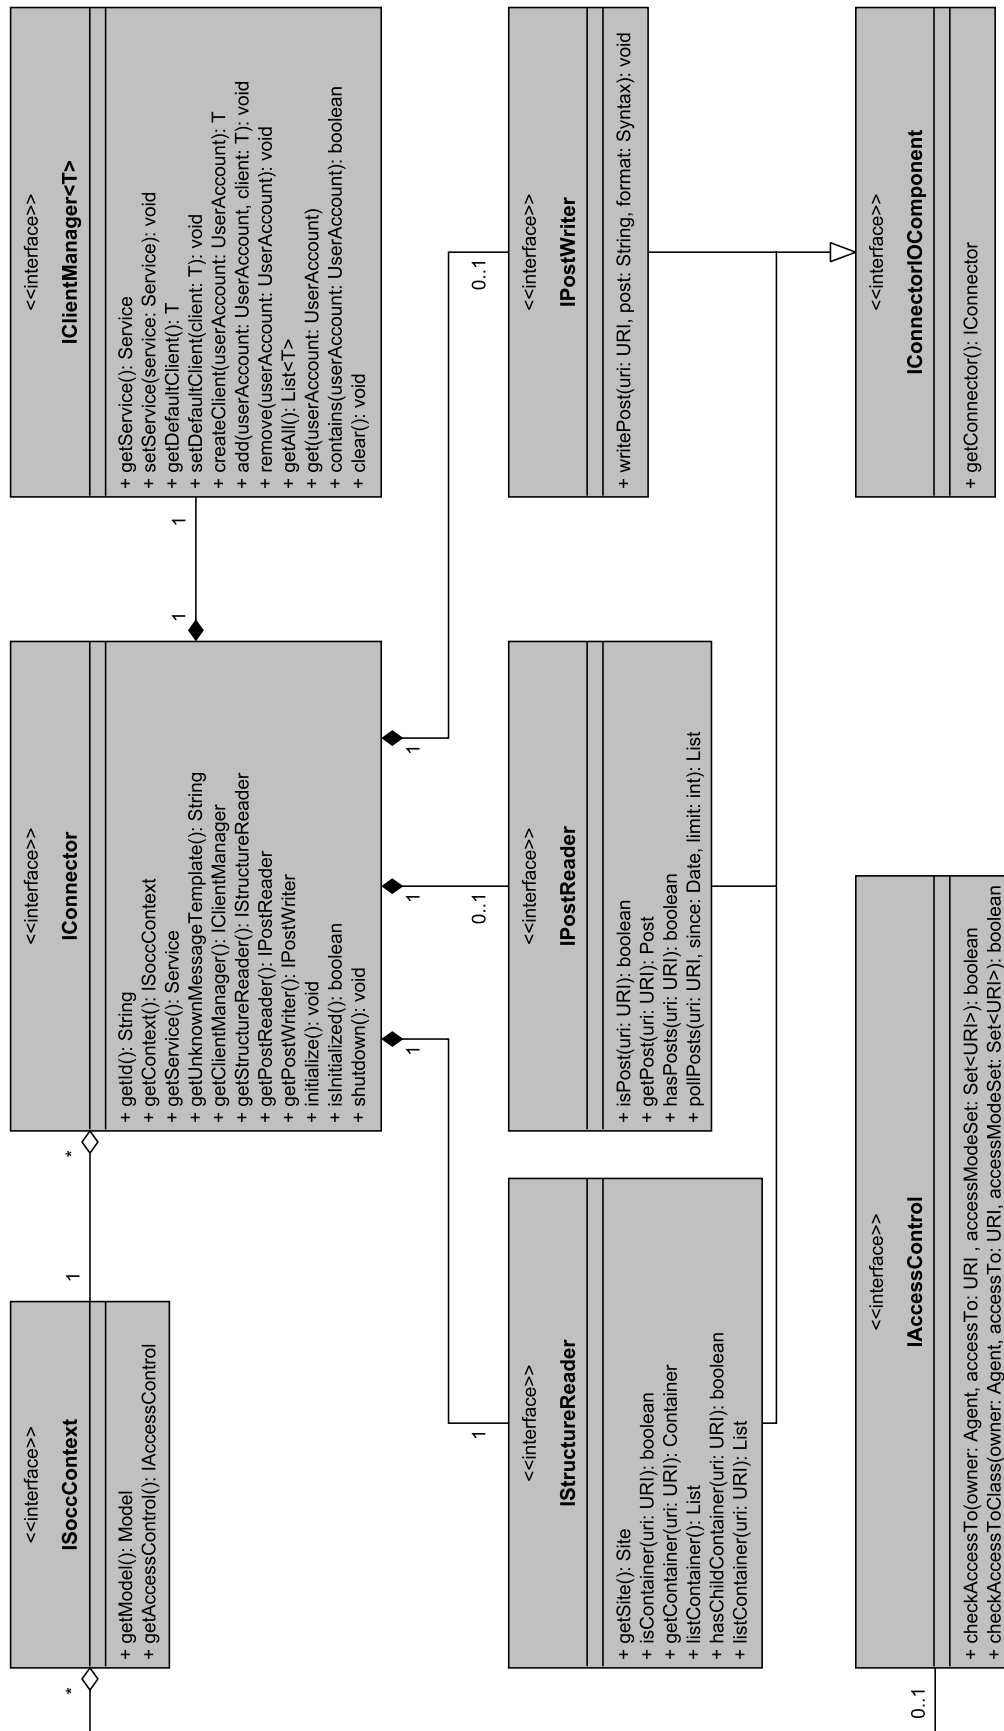 <<interface>>
ISoccContext
+ getModel(): Model
+ getAccessControl(): IAccessControl
*
1
*
<<interface>>
IConnector
+ getId(): String
+ getContext(): ISoccContext
+ getService(): Service
+ getUnknownMessageTemplate(): String
+ getClientManager(): IClientManager
+ getStructureReader(): IStructureReader
+ getPostReader(): IPostReader
+ getPostWriter(): IPostWriter
+ initialize(): void
+ isInitialized(): boolean
+ shutdown(): void
1
1
<<interface>>
IClientManager<T>
+ getService(): Service
+ setService(service: Service): void
+ getDefaultClient(): T
+ setDefaultClient(client: T): void
+ createClient(userAccount: UserAccount): T
+ add(userAccount: UserAccount, client: T): void
+ remove(userAccount: UserAccount): void
+ getAll(): List<T>
+ get(userAccount: UserAccount)
+ contains(userAccount: UserAccount): boolean
+ clear(): void
1
1
1
1
0..1
0..1
<<interface>>
IStructureReader
+ getSite(): Site
+ isContainer(uri: URI): boolean
+ getContainer(uri: URI): Container
+ listContainer(): List
+ hasChildContainer(uri: URI): boolean
+ listContainer(uri: URI): List
<<interface>>
IPostReader
+ isPost(uri: URI): boolean
+ getPost(uri: URI): Post
+ hasPosts(uri: URI): boolean
+ pollPosts(uri: URI, since: Date, limit: int): List
<<interface>>
IPostWriter
+ writePost(uri: URI, post: String, format: Syntax): void
0..1
<<interface>>
IAccessControl
+ checkAccessTo(owner: Agent, accessTo: URI , accessModeSet: Set<URI>): boolean
+ checkAccessToClass(owner: Agent, accessTo: URI, accessModeSet: Set<URI>): boolean
<<interface>>
IConnectorIOComponent
+ getConnector(): IConnector